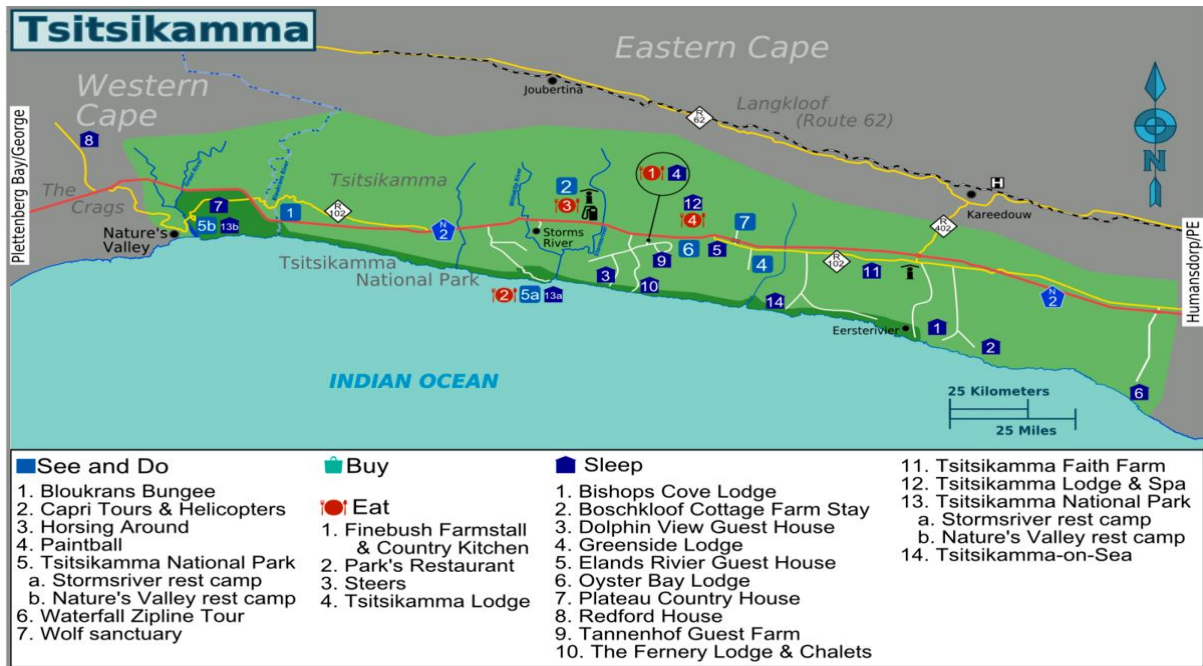 Tsitsikamma
Eastern Cape
Western
Cape
Joubertina
Langkloof
(Route 62)
R
62
8
1
4
H
Plettenberg Bay/George
The
Crags
Tsitsikamma
2
3
12
4
7
R
402
Kareedouw
7
5b
13b
1
R
102
N
2
Storms
River
Nature's
Valley
6
5
4
R
102
11
Tsitsikamma
National Park
9
3
10
2
5a
13a
14
N
2
Humansdorp/PE
Eersterivier
1
2
6
INDIAN OCEAN
25 Kilometers
25 Miles
N
See and Do
1. Bloukrans Bungee
2. Capri Tours & Helicopters
3. Horsing Around
4. Paintball
5. Tsitsikamma National Park
a. Stormsriver rest camp
b. Nature's Valley rest camp
6. Waterfall Zipline Tour
7. Wolf sanctuary
Buy
Eat
1. Finebush Farmstall
& Country Kitchen
2. Park's Restaurant
3. Steers
4. Tsitsikamma Lodge
Sleep
1. Bishops Cove Lodge
2. Boschkloof Cottage Farm Stay
3. Dolphin View Guest House
4. Greenside Lodge
5. Elands Rivier Guest House
6. Oyster Bay Lodge
7. Plateau Country House
8. Redford House
9. Tannenhof Guest Farm
10. The Fernery Lodge & Chalets
11. Tsitsikamma Faith Farm
12. Tsitsikamma Lodge & Spa
13. Tsitsikamma National Park
a. Stormsriver rest camp
b. Nature's Valley rest camp
14. Tsitsikamma-on-Sea